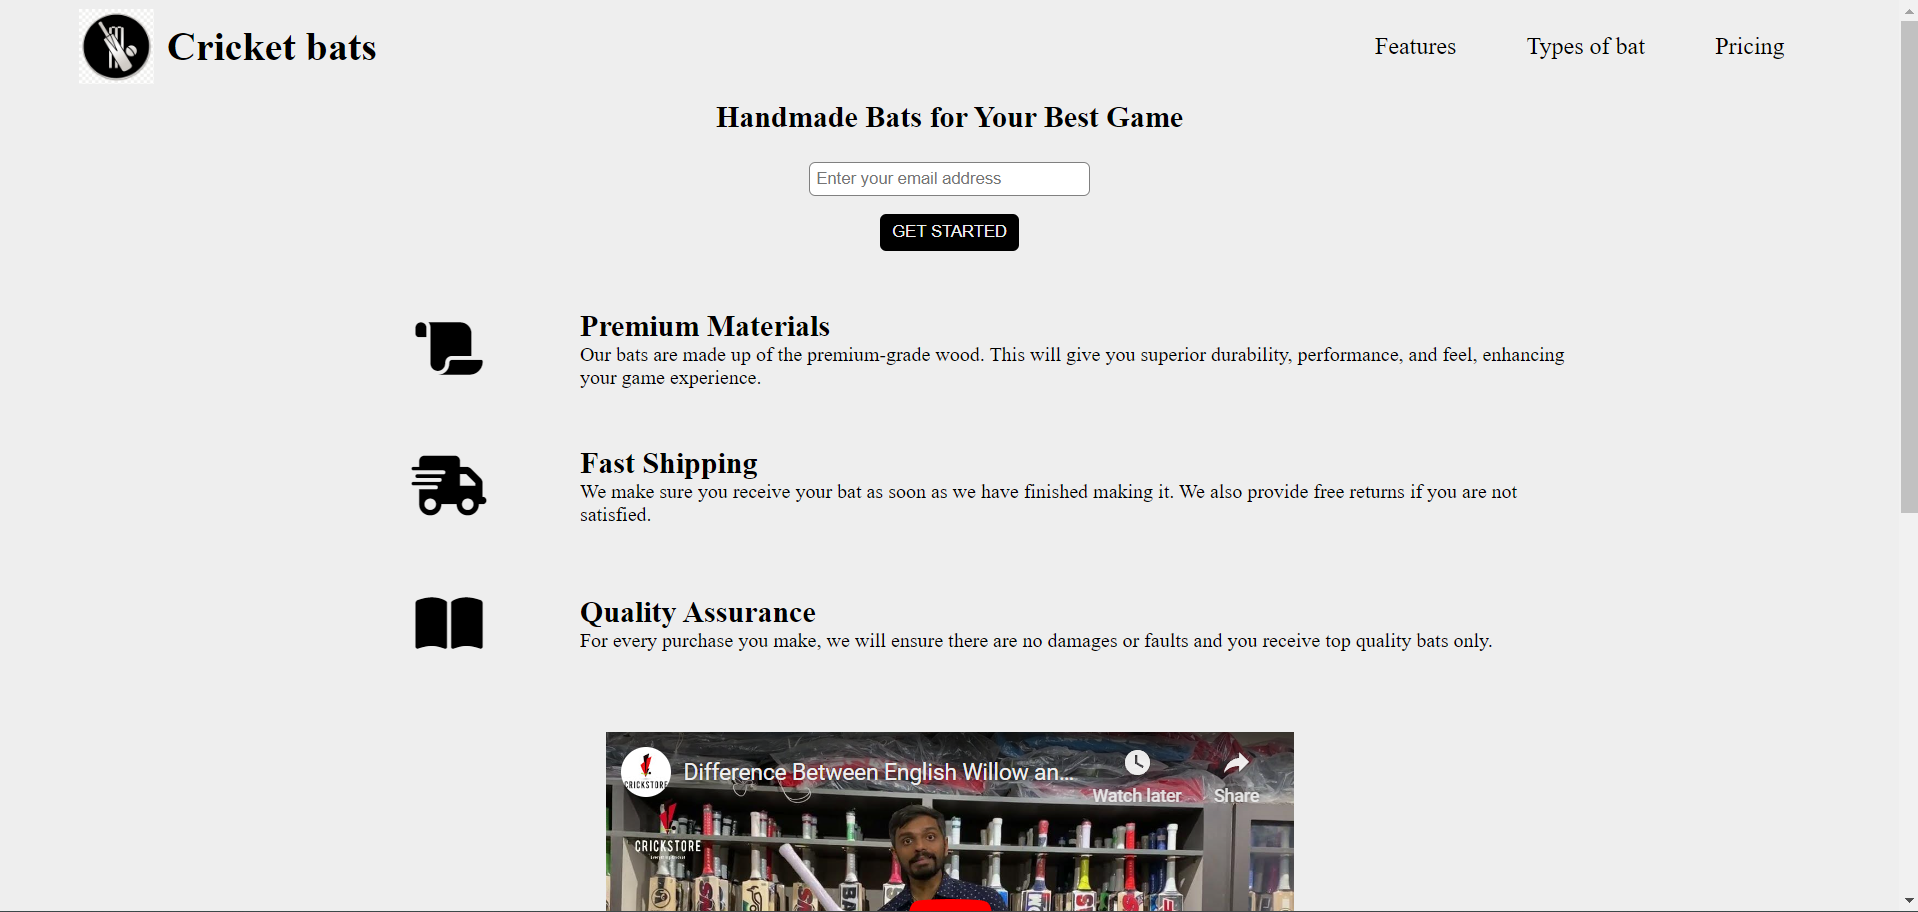 Cricket bats
Features
Types of bat
Pricing
Handmade Bats for Your Best Game
Enter your email address
GET STARTED
Premium Materials
Our bats are made up of the premium-grade wood. This will give you superior durability, performance, and feel, enhancing
your game experience.
Fast Shipping
We make sure you receive your bat as soon as we have finished making it. We also provide free returns if you are not
satisfied.
Quality Assurance
For every purchase you make, we will ensure there are no damages or faults and you receive top quality bats only.
CRICKSTORE
Difference Between English Willow an...
Watch later
Share
CRICKSTORE